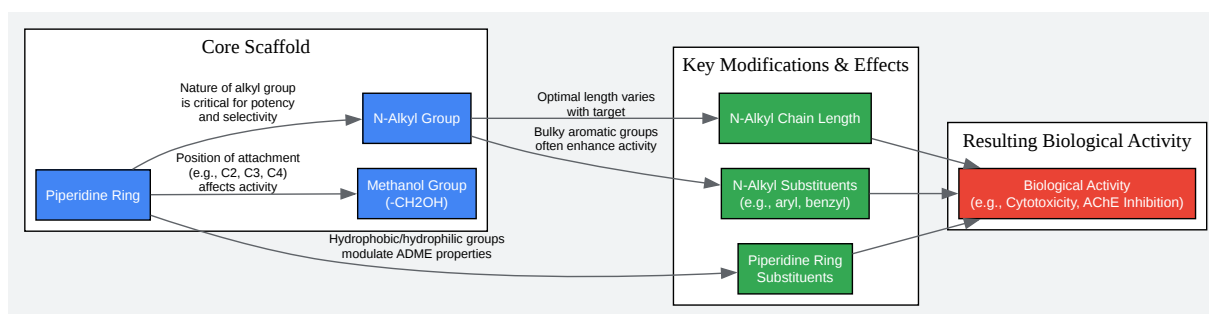 Core Scaffold
Nature of alkyl group
is critical for potency
and selectivity
N-Alkyl Group
Position of attachment
(e.g., C2, C3, C4)
affects activity
Piperidine Ring
Methanol Group
(-CH2OH)
Hydrophobic/hydrophilic groups
modulate ADME properties
Optimal length varies
with target
Bulky aromatic groups
often enhance activity
Key Modifications & Effects
N-Alkyl Chain Length
N-Alkyl Substituents
(e.g., aryl, benzyl)
Piperidine Ring
Substituents
Resulting Biological Activity
Biological Activity
(e.g., Cytotoxicity, AChE Inhibition)